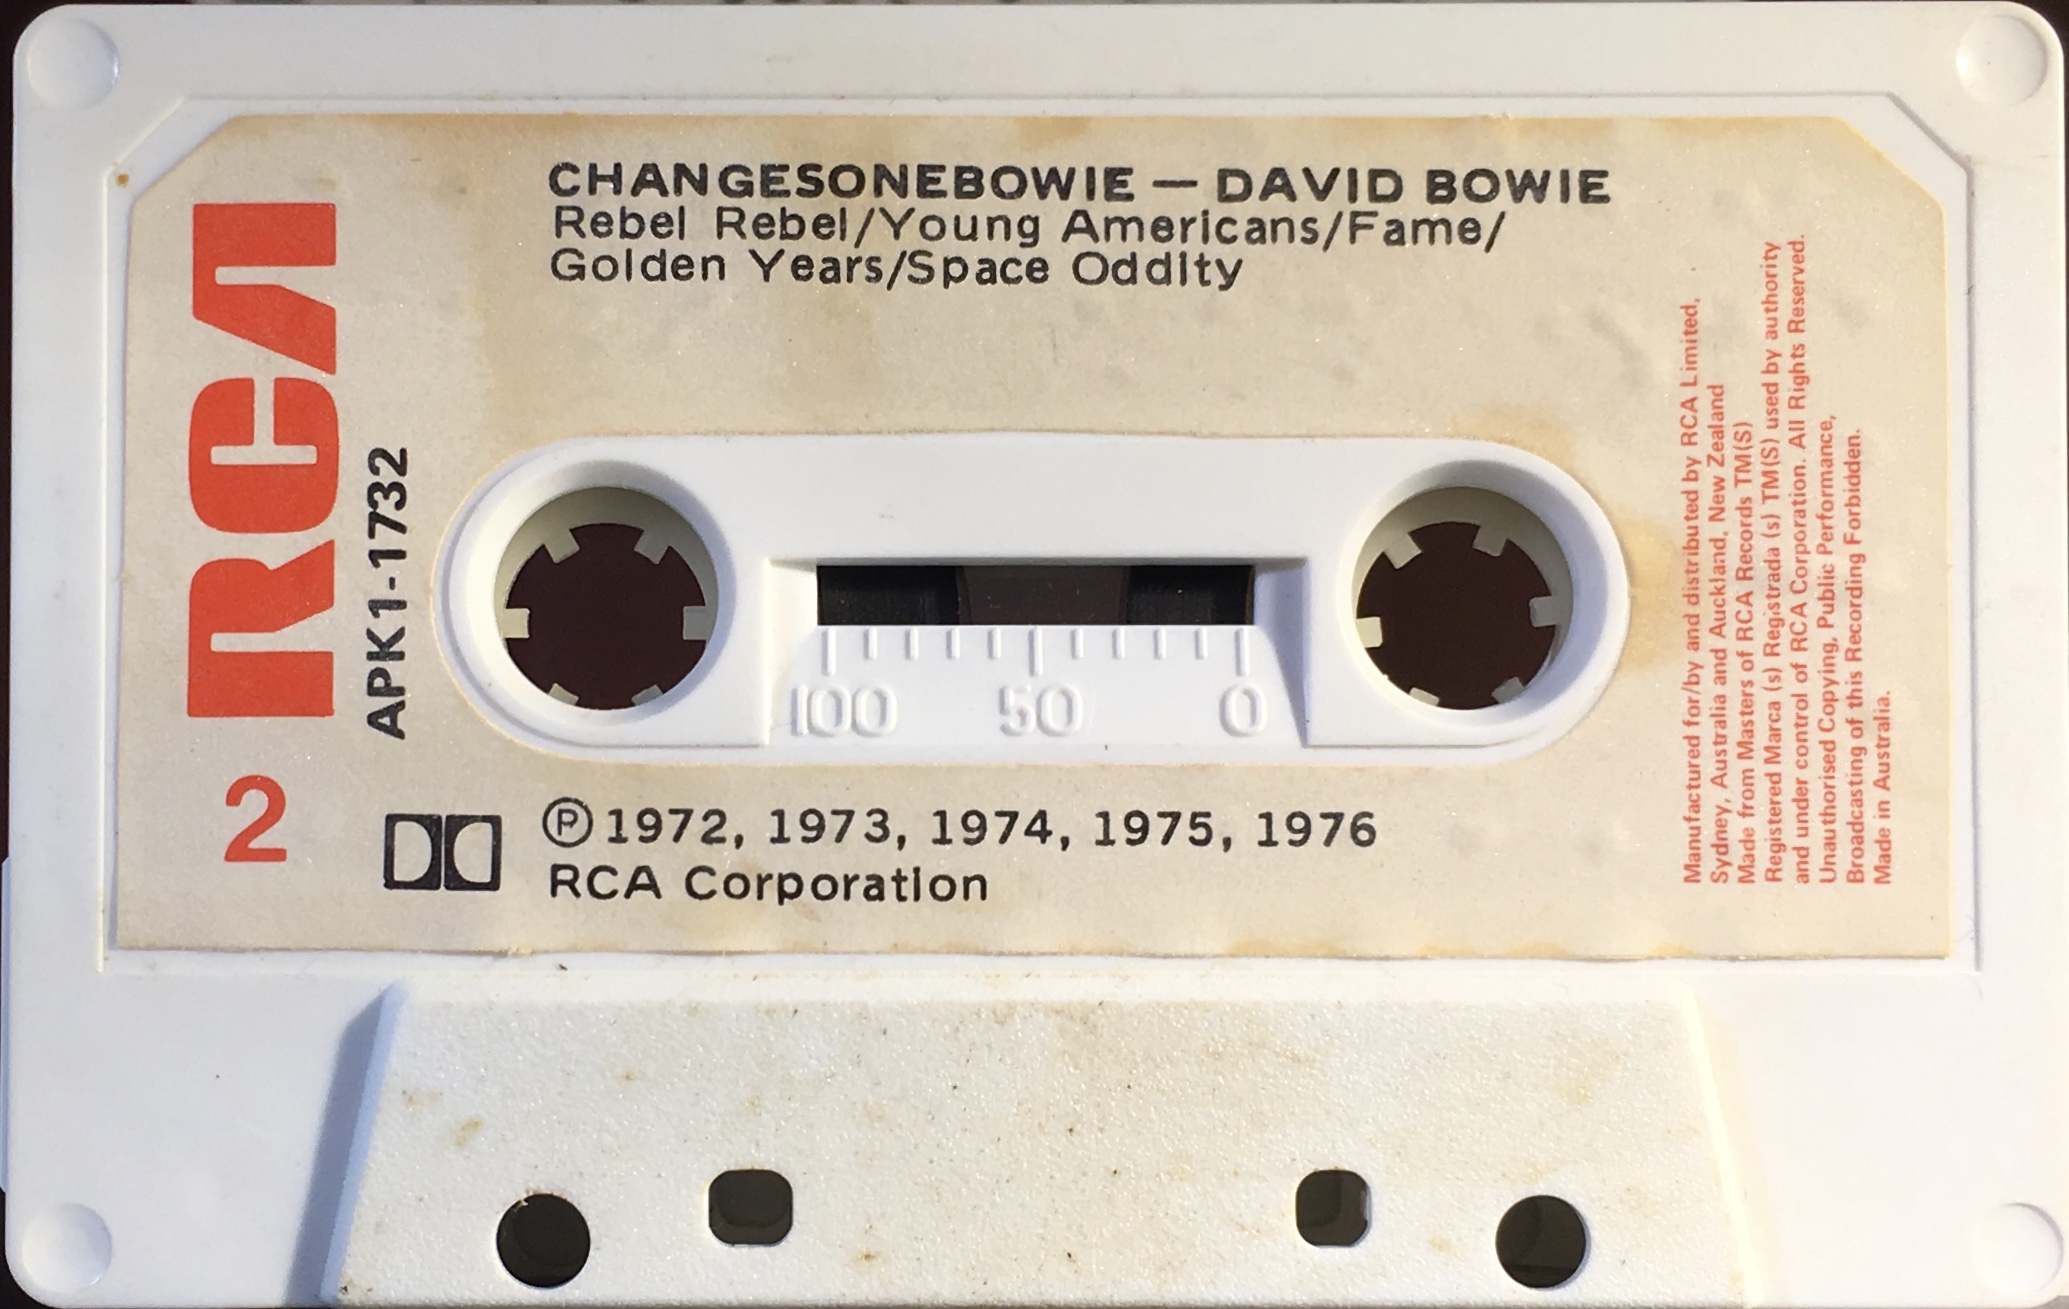 CHANGESONEBOWIE — DAVID BOWIE
Rebel Rebel/Young Americans/Fame/
Golden Years/Space Oddity
RCA
2
APK1-1732
100 50 0
Ⓟ 1972, 1973, 1974, 1975, 1976
RCA Corporation
Manufactured for/by and distributed by RCA Limited,
Sydney, Australia and Auckland, New Zealand
Made from Masters of RCA Records TM(S)
Registered Marca (s) Registrada (s) TM(S) used by authority
and under control of RCA Corporation. All Rights Reserved.
Unauthorised Copying, Public Performance,
Broadcasting of this Recording Forbidden.
Made in Australia.